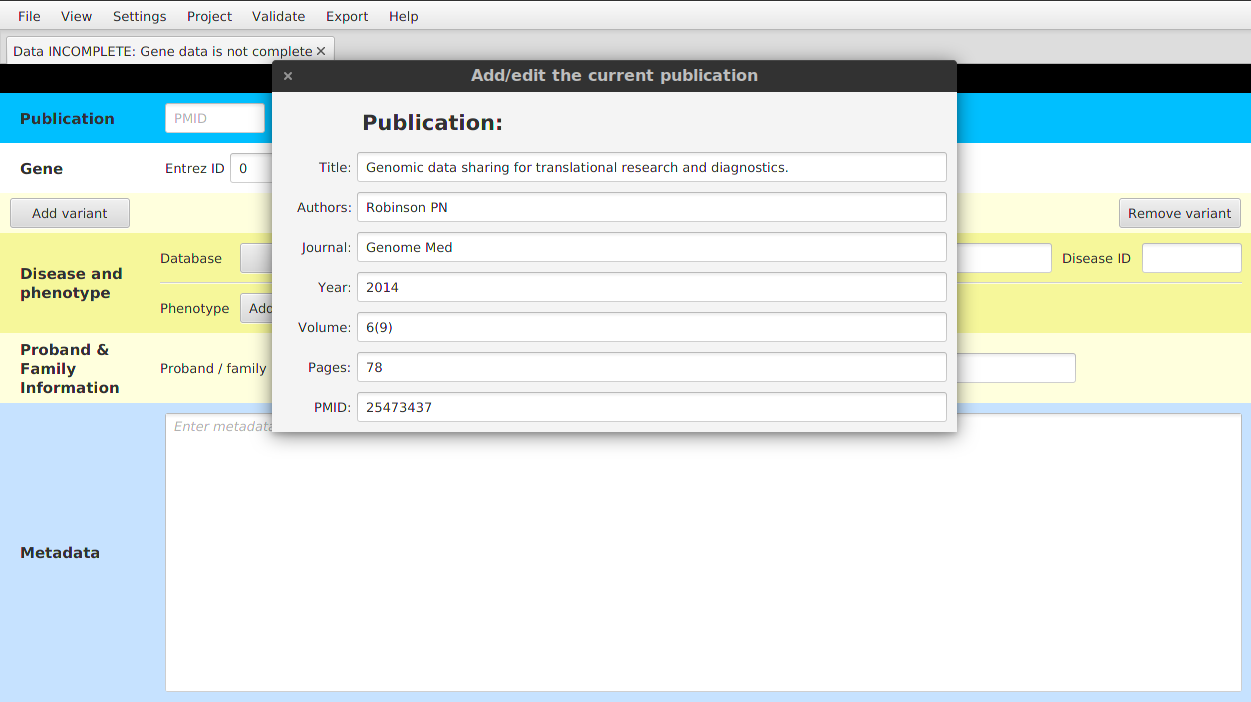 File View Settings Project Validate Export Help
Data INCOMPLETE: Gene data is not complete ×
× Add/edit the current publication
Publication PMID
Publication:
Gene Entrez ID 0
Title: Genomic data sharing for translational research and diagnostics.
Authors: Robinson PN
Add variant Remove variant
Journal: Genome Med
Disease and phenotype
Database Disease ID
Year: 2014
Phenotype Add
Volume: 6(9)
Proband & Family Information
Proband / family
Pages: 78
PMID: 25473437
Enter metadata
Metadata